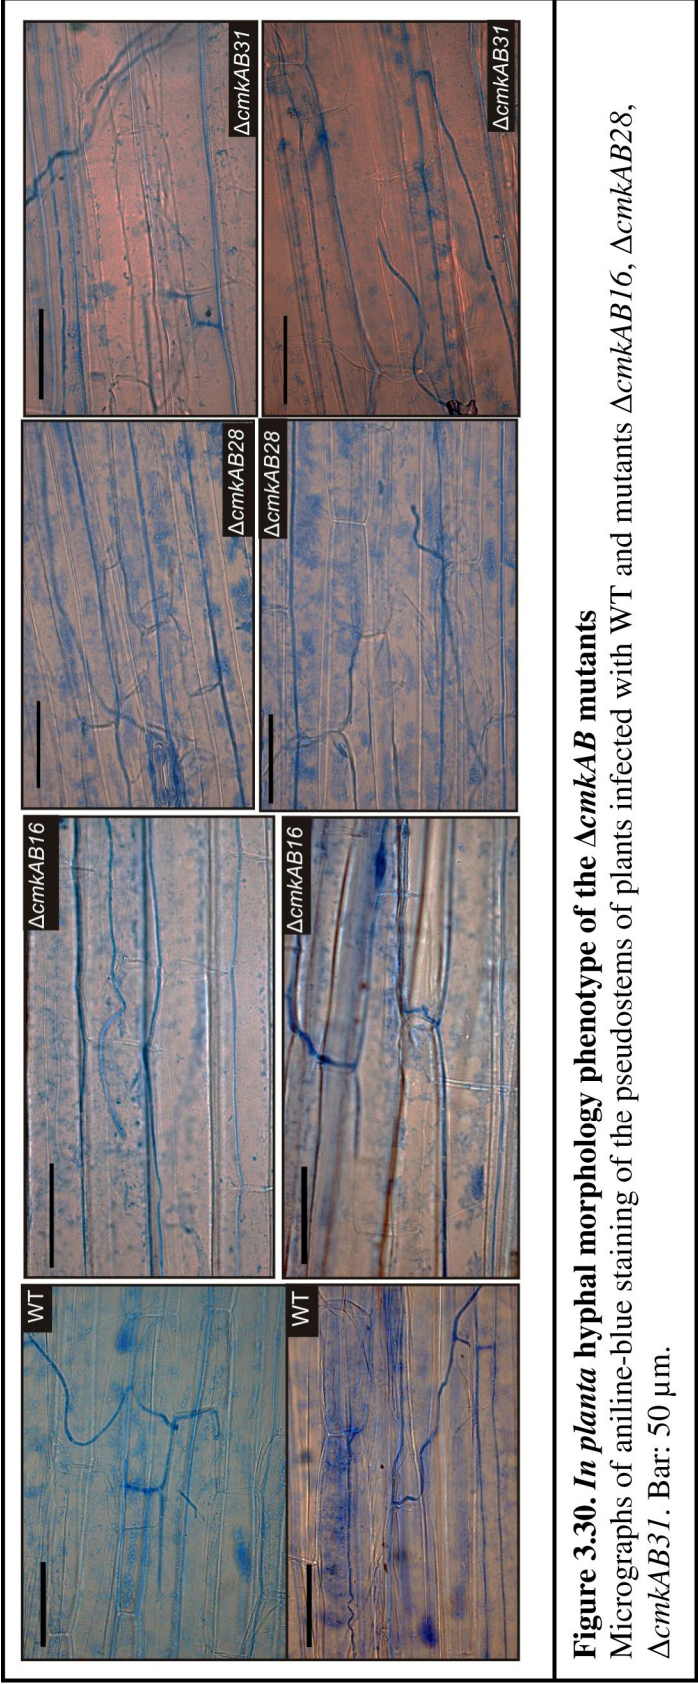 WT
ΔcmkAB16
ΔcmkAB28
ΔcmkAB31
WT
ΔcmkAB16
ΔcmkAB28
ΔcmkAB31
Figure 3.30. In planta hyphal morphology phenotype of the ΔcmkAB mutants
Micrographs of aniline-blue staining of the pseudostems of plants infected with WT and mutants ΔcmkAB16, ΔcmkAB28,
ΔcmkAB31. Bar: 50 µm.